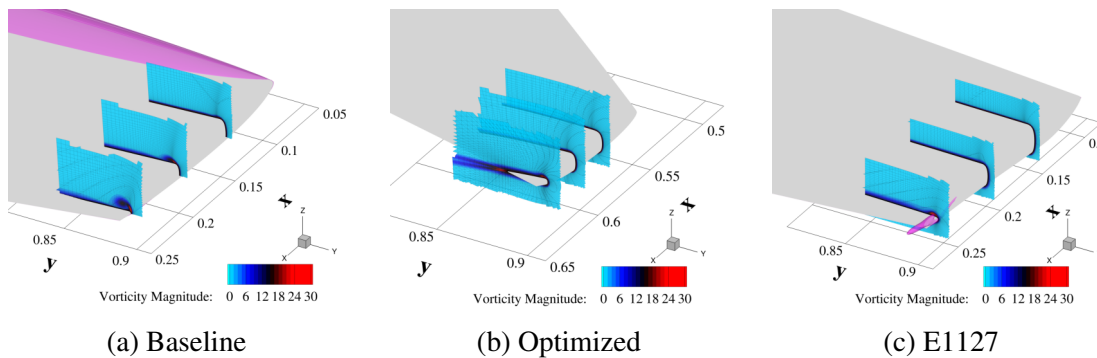 0.05
0.1
0.15
0.2
0.25
0.85
0.9
x
y
Z
Y
X
Vorticity Magnitude: 0 6 12 18 24 30
(a) Baseline
0.5
0.55
0.6
0.65
0.85
0.9
x
y
Z
Y
X
Vorticity Magnitude: 0 6 12 18 24 30
(b) Optimized
0.1
0.15
0.2
0.25
0.85
0.9
x
y
Z
Y
X
Vorticity Magnitude: 0 6 12 18 24 30
(c) E1127